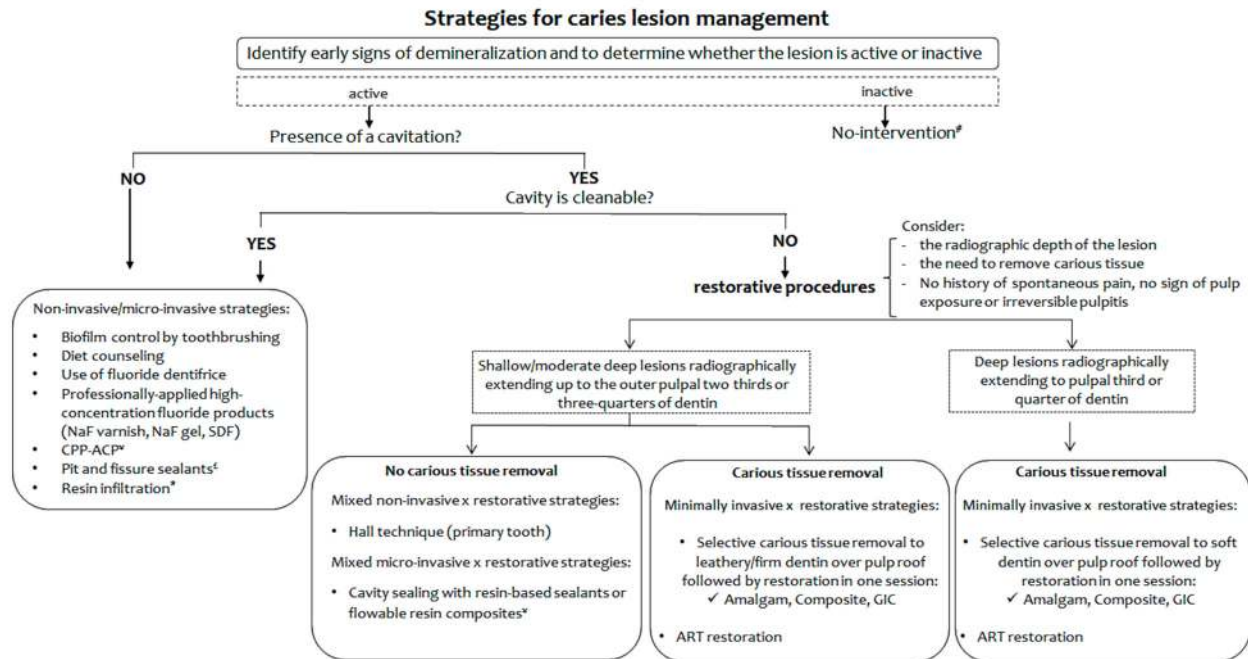 Strategies for caries lesion management
Identify early signs of demineralization and to determine whether the lesion is active or inactive
active
inactive
Presence of a cavitation?
No-intervention#
NO
YES
Cavity is cleanable?
YES
NO
restorative procedures
Consider:
- the radiographic depth of the lesion
- the need to remove carious tissue
- No history of spontaneous pain, no sign of pulp
exposure or irreversible pulpitis
Non-invasive/micro-invasive strategies:
• Biofilm control by toothbrushing
• Diet counseling
• Use of fluoride dentifrice
• Professionally-applied high-
concentration fluoride products
(NaF varnish, NaF gel, SDF)
• CPP-ACP¥
• Pit and fissure sealants£
• Resin infiltration*
Shallow/moderate deep lesions radiographically
extending up to the outer pulpal two thirds or
three-quarters of dentin
Deep lesions radiographically
extending to pulpal third or
quarter of dentin
No carious tissue removal
Mixed non-invasive x restorative strategies:
• Hall technique (primary tooth)
Mixed micro-invasive x restorative strategies:
• Cavity sealing with resin-based sealants or
flowable resin composites¥
Carious tissue removal
Minimally invasive x restorative strategies:
• Selective carious tissue removal to
leathery/firm dentin over pulp roof
followed by restoration in one session:
✓ Amalgam, Composite, GIC
• ART restoration
Carious tissue removal
Minimally invasive x restorative strategies:
• Selective carious tissue removal to soft
dentin over pulp roof followed by
restoration in one session:
✓ Amalgam, Composite, GIC
• ART restoration